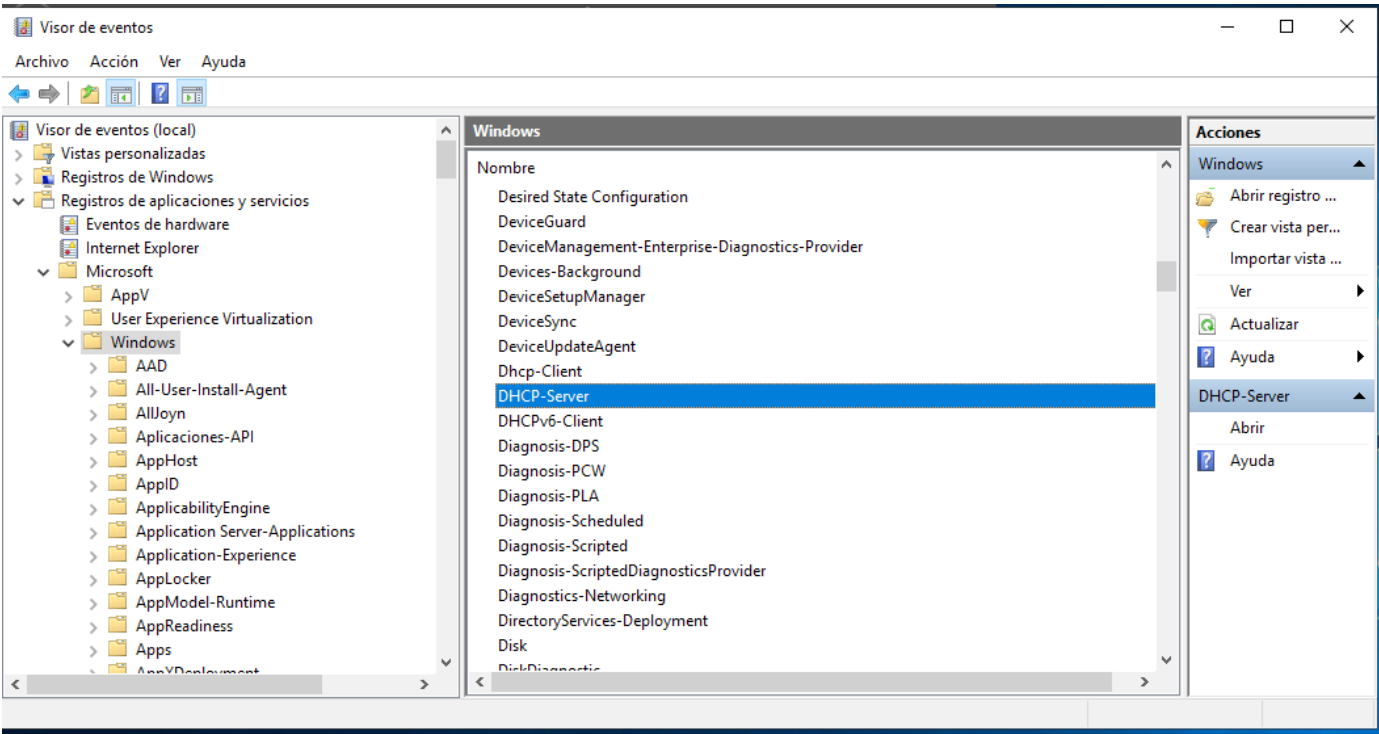 Visor de eventos
Archivo Acción Ver Ayuda
Visor de eventos (local)
Vistas personalizadas
Registros de Windows
Registros de aplicaciones y servicios
Eventos de hardware
Internet Explorer
Microsoft
AppV
User Experience Virtualization
Windows
AAD
All-User-Install-Agent
AllJoyn
Aplicaciones-API
AppHost
AppID
ApplicabilityEngine
Application Server-Applications
Application-Experience
AppLocker
AppModel-Runtime
AppReadiness
Apps
AppXDeployment
Windows
Nombre
Desired State Configuration
DeviceGuard
DeviceManagement-Enterprise-Diagnostics-Provider
Devices-Background
DeviceSetupManager
DeviceSync
DeviceUpdateAgent
Dhcp-Client
DHCP-Server
DHCPv6-Client
Diagnosis-DPS
Diagnosis-PCW
Diagnosis-PLA
Diagnosis-Scheduled
Diagnosis-Scripted
Diagnosis-ScriptedDiagnosticsProvider
Diagnostics-Networking
DirectoryServices-Deployment
Disk
DiskDiagnostic
Acciones
Windows
Abrir registro ...
Crear vista per...
Importar vista ...
Ver
Actualizar
Ayuda
DHCP-Server
Abrir
Ayuda